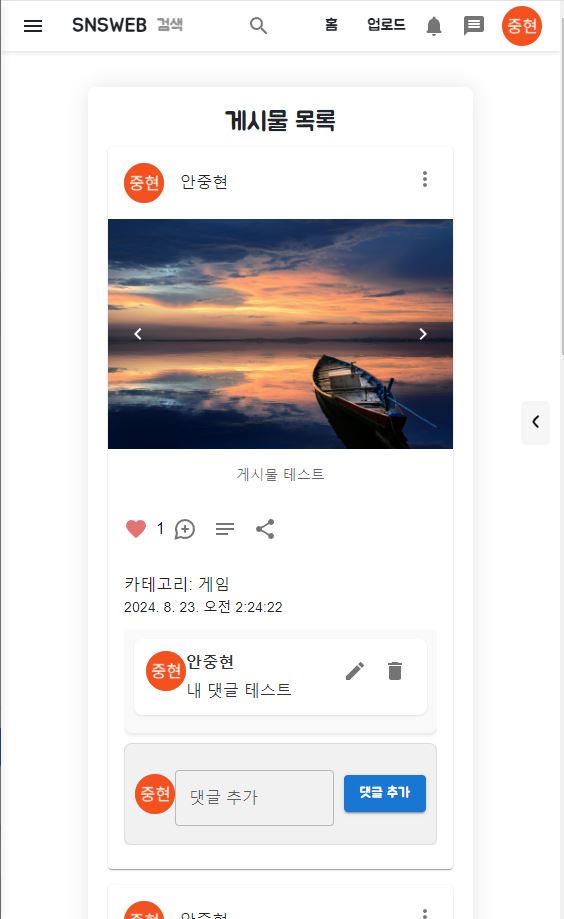 SNSWEB 검색 홈 업로드 중현
게시물 목록
중현 안중현
게시물 테스트
1
카테고리: 게임
2024. 8. 23. 오전 2:24:22
중현 안중현
내 댓글 테스트
중현 댓글 추가 댓글 추가
중현 안중현